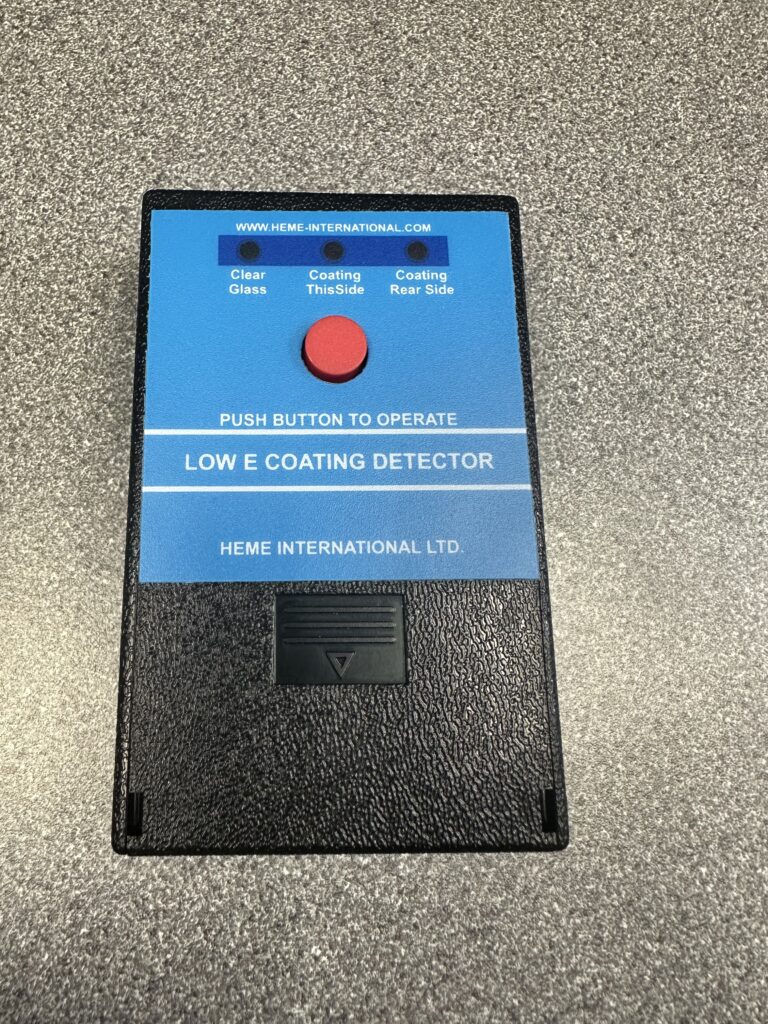 WWW.HEME-INTERNATIONAL.COM
Clear Glass
Coating ThisSide
Coating Rear Side
PUSH BUTTON TO OPERATE
LOW E COATING DETECTOR
HEME INTERNATIONAL LTD.